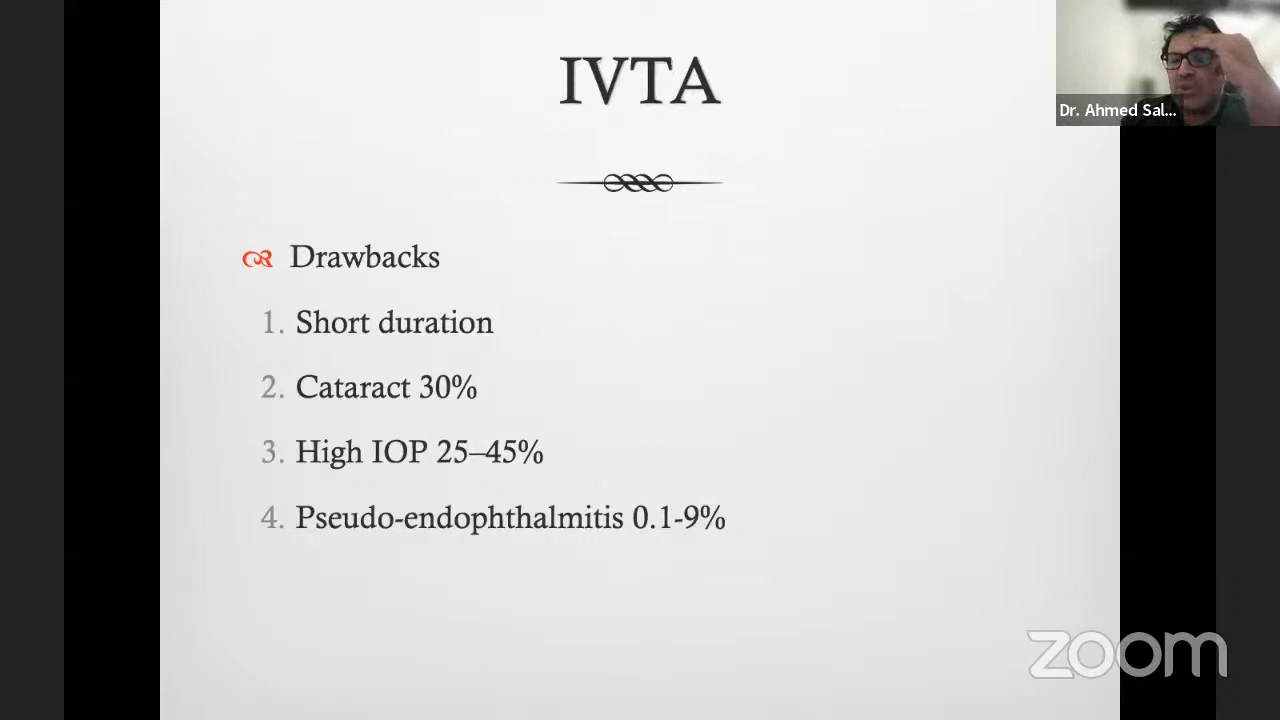 IVTA
Dr. Ahmed Sal...
Drawbacks
1. Short duration
2. Cataract 30%
3. High IOP 25–45%
4. Pseudo-endophthalmitis 0.1-9%
zoom